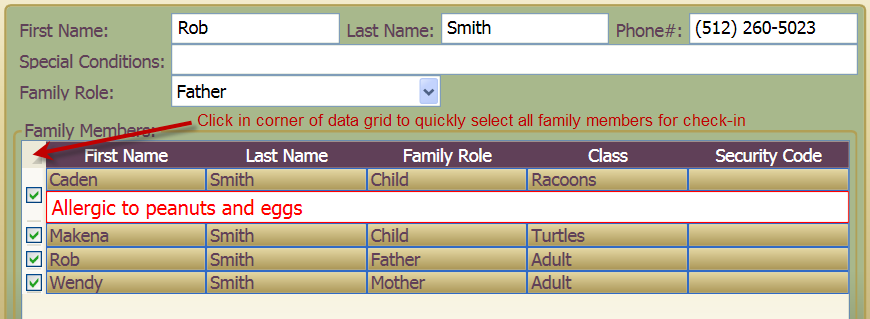 First Name: Rob Last Name: Smith Phone#: (512) 260-5023
Special Conditions:
Family Role: Father
Click in corner of data grid to quickly select all family members for check-in
Family Members:
First Name Last Name Family Role Class Security Code
Caden Smith Child Racoons
Allergic to peanuts and eggs
Makena Smith Child Turtles
Rob Smith Father Adult
Wendy Smith Mother Adult